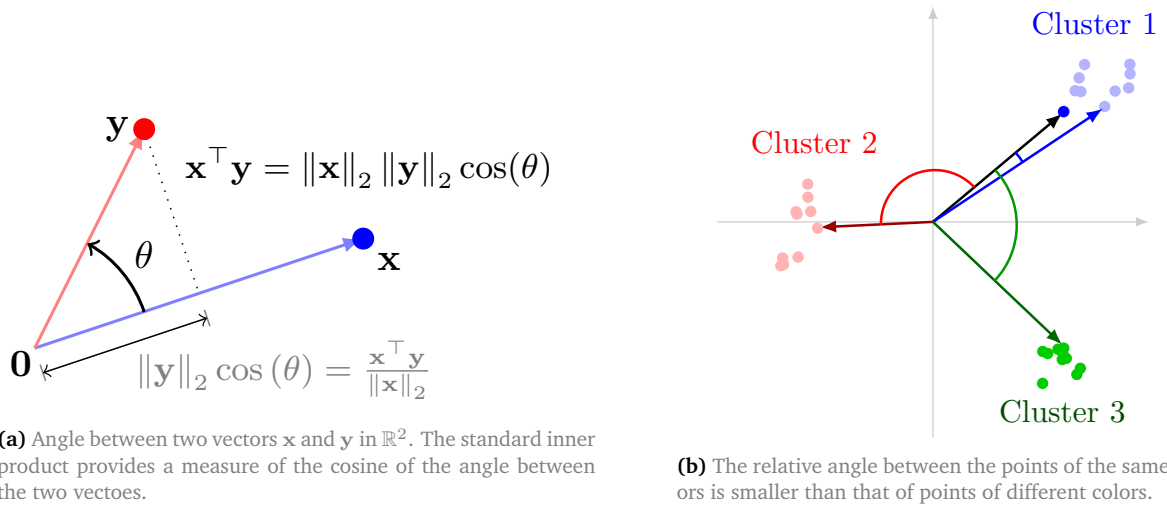 Cluster 1
y
x⊤y = ‖x‖₂ ‖y‖₂ cos(θ)
Cluster 2
θ
x
0
‖y‖₂ cos (θ) = x⊤y / ‖x‖₂
Cluster 3
(a) Angle between two vectors x and y in ℝ². The standard inner
product provides a measure of the cosine of the angle between
the two vectoes.
(b) The relative angle between the points of the same
ors is smaller than that of points of different colors.